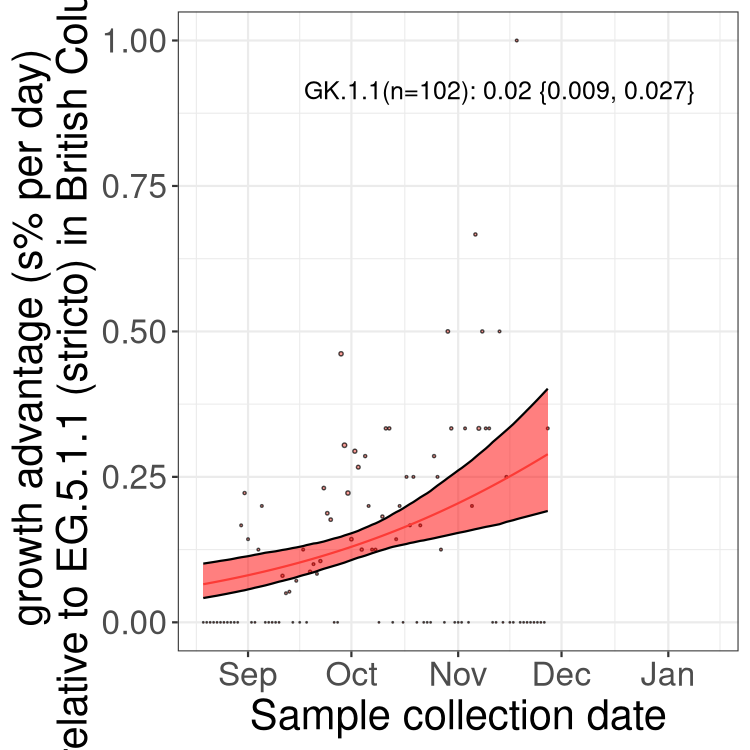 growth advantage (s% per day)
relative to EG.5.1.1 (stricto) in British Colu
1.00
0.75
0.50
0.25
0.00
GK.1.1(n=102): 0.02 {0.009, 0.027}
Sep Oct Nov Dec Jan
Sample collection date